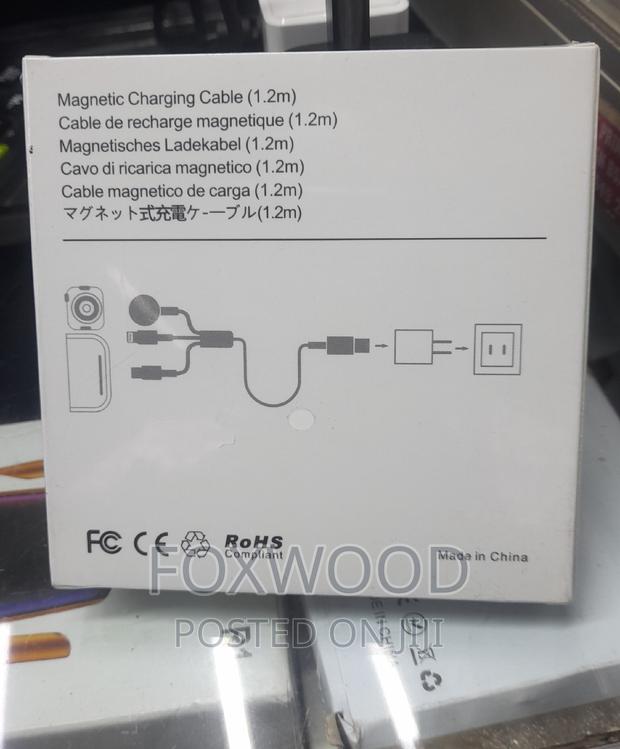 Magnetic Charging Cable (1.2m)
Cable de recharge magnetique (1.2m)
Magnetisches Ladekabel (1.2m)
Cavo di ricarica magnetico (1.2m)
Cable magnetico de carga (1.2m)
マグネット式充電ケーブル(1.2m)
FC CE RoHS
Compliant
Made in China
FOXWOOD
POSTED ON JIJI